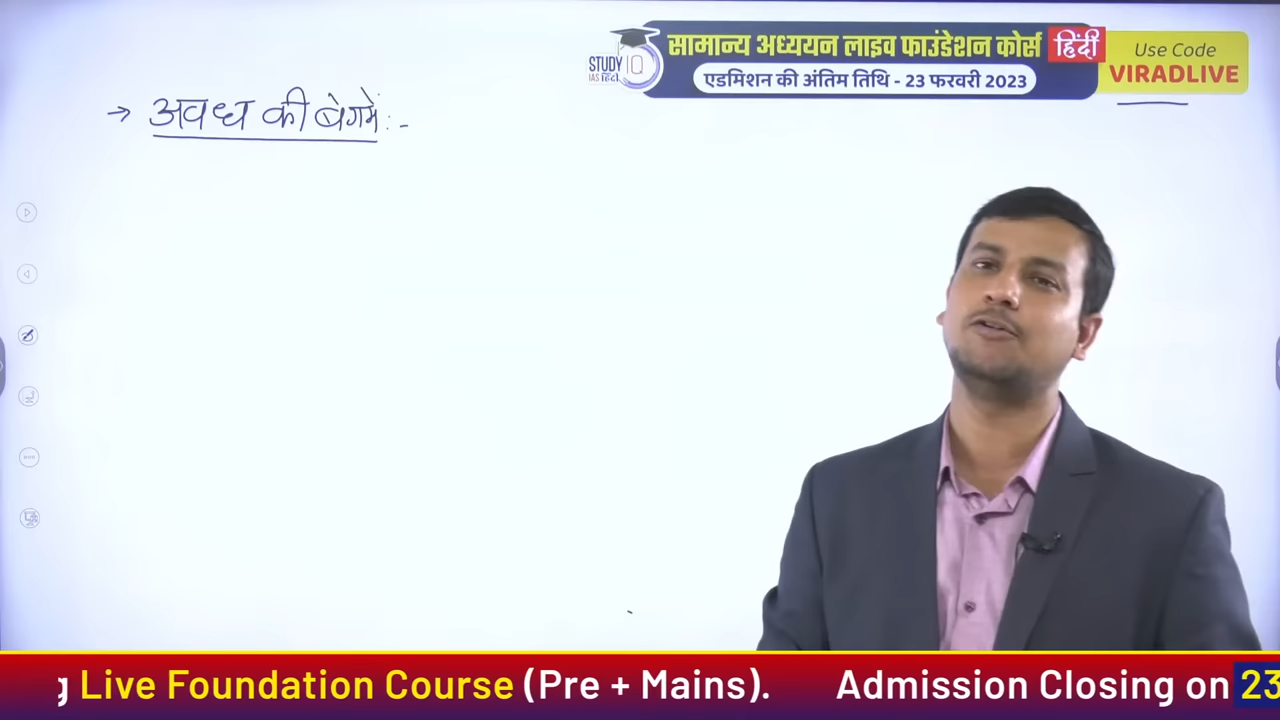 सामान्य अध्ययन लाइव फाउंडेशन कोर्स हिंदी
STUDY IQ
IAS हिंदी
एडमिशन की अंतिम तिथि - 23 फरवरी 2023
Use Code
VIRADLIVE
→ अवध की बेगमें :-
g Live Foundation Course (Pre + Mains). Admission Closing on 23